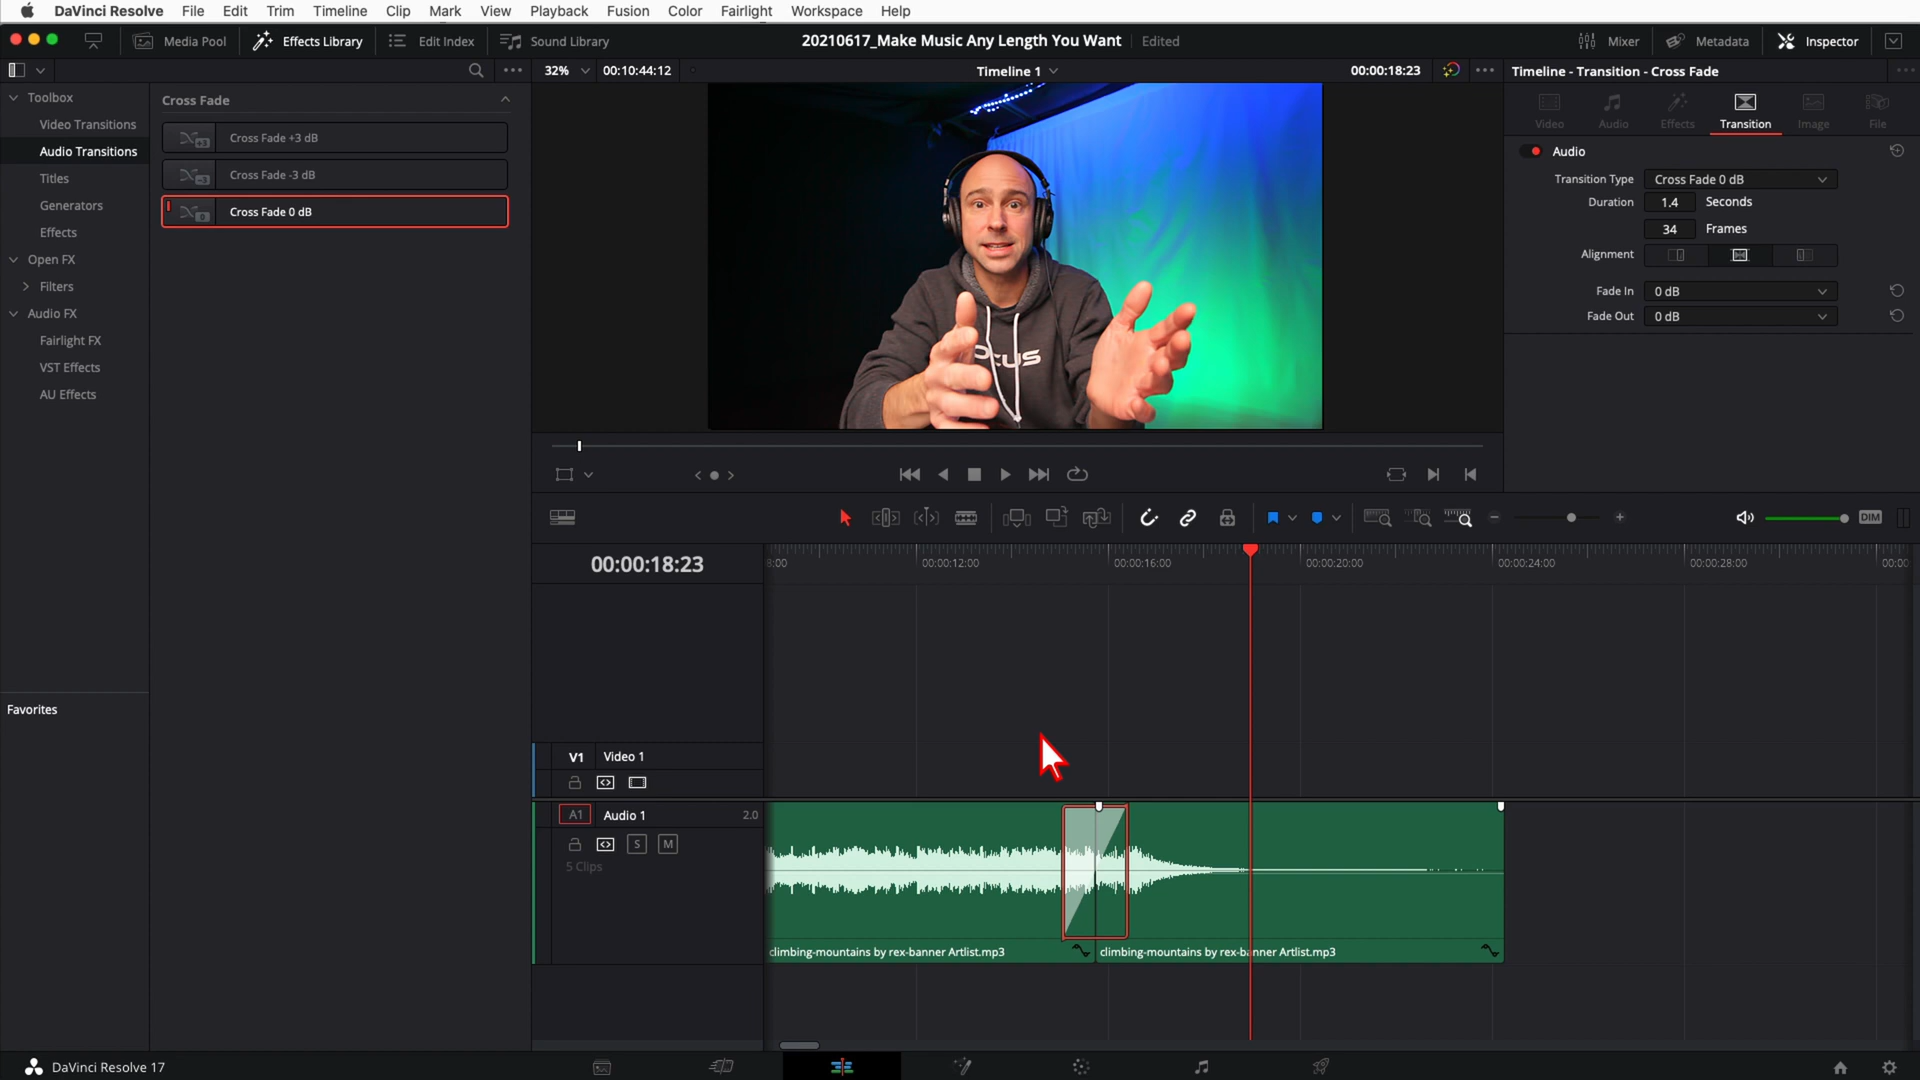 DaVinci Resolve File Edit Trim Timeline Clip Mark View Playback Fusion Color Fairlight Workspace Help
Media Pool Effects Library Edit Index Sound Library 20210617_Make Music Any Length You Want Edited Mixer Metadata Inspector
32% 00:10:44:12 Timeline 1 00:00:18:23 Timeline - Transition - Cross Fade
Toolbox
Video Transitions
Audio Transitions
Titles
Generators
Effects
Open FX
Filters
Audio FX
Fairlight FX
VST Effects
AU Effects
Favorites
Cross Fade
Cross Fade +3 dB
Cross Fade -3 dB
Cross Fade 0 dB
Video Audio Effects Transition Image File
Audio
Transition Type Cross Fade 0 dB
Duration 1.4 Seconds
34 Frames
Alignment
Fade In 0 dB
Fade Out 0 dB
DIM
00:00:18:23
8:00 00:00:12:00 00:00:16:00 00:00:20:00 00:00:24:00 00:00:28:00 00:00
V1 Video 1
A1 Audio 1 2.0
S M
5 Clips
climbing-mountains by rex-banner Artlist.mp3 climbing-mountains by rex-banner Artlist.mp3
DaVinci Resolve 17